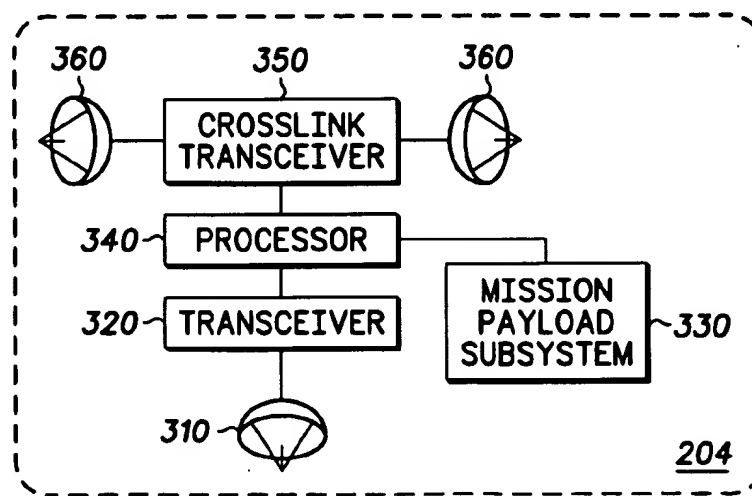 360
350
360
CROSSLINK
TRANSCEIVER
340
PROCESSOR
320
TRANSCEIVER
MISSION
PAYLOAD
SUBSYSTEM
330
310
204